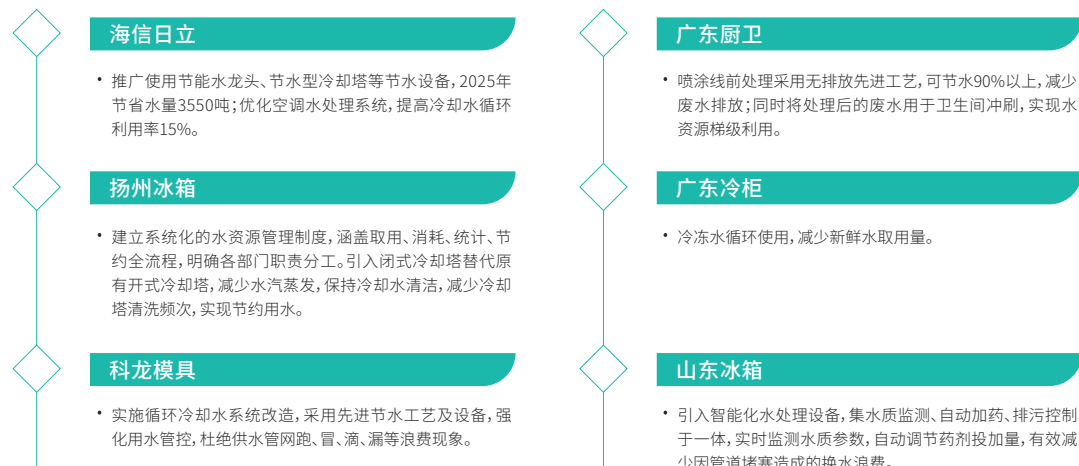 海信日立
• 推广使用节能水龙头、节水型冷却塔等节水设备，2025年
节省水量3550吨；优化空调水处理系统，提高冷却水循环
利用率15%。
扬州冰箱
• 建立系统化的水资源管理制度，涵盖取用、消耗、统计、节
约全流程，明确各部门职责分工。引入闭式冷却塔替代原
有开式冷却塔，减少水汽蒸发，保持冷却水清洁，减少冷却
塔清洗频次，实现节约用水。
科龙模具
• 实施循环冷却水系统改造，采用先进节水工艺及设备，强
化用水管控，杜绝供水管网跑、冒、滴、漏等浪费现象。
广东厨卫
• 喷涂线前处理采用无排放先进工艺，可节水90%以上，减少
废水排放；同时将处理后的废水用于卫生间冲刷，实现水
资源梯级利用。
广东冷柜
• 冷冻水循环使用，减少新鲜水取用量。
山东冰箱
• 引入智能化水处理设备，集水质监测、自动加药、排污控制
于一体，实时监测水质参数，自动调节药剂投加量，有效减
少因管道堵塞造成的换水浪费。